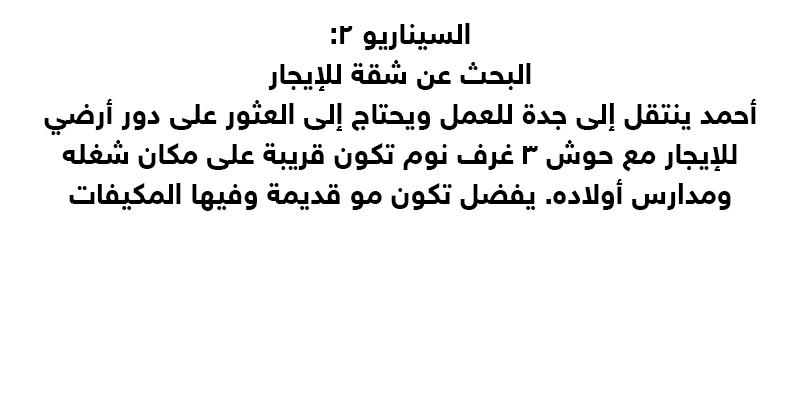 السيناريو ٢:
البحث عن شقة للإيجار
أحمد ينتقل إلى جدة للعمل ويحتاج إلى العثور على دور أرضي
للإيجار مع حوش ٣ غرف نوم تكون قريبة على مكان شغله
ومدارس أولاده. يفضل تكون مو قديمة وفيها المكيفات